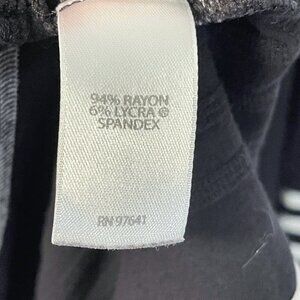 94% RAYON
6% LYCRA ®
SPANDEX
RN 97641